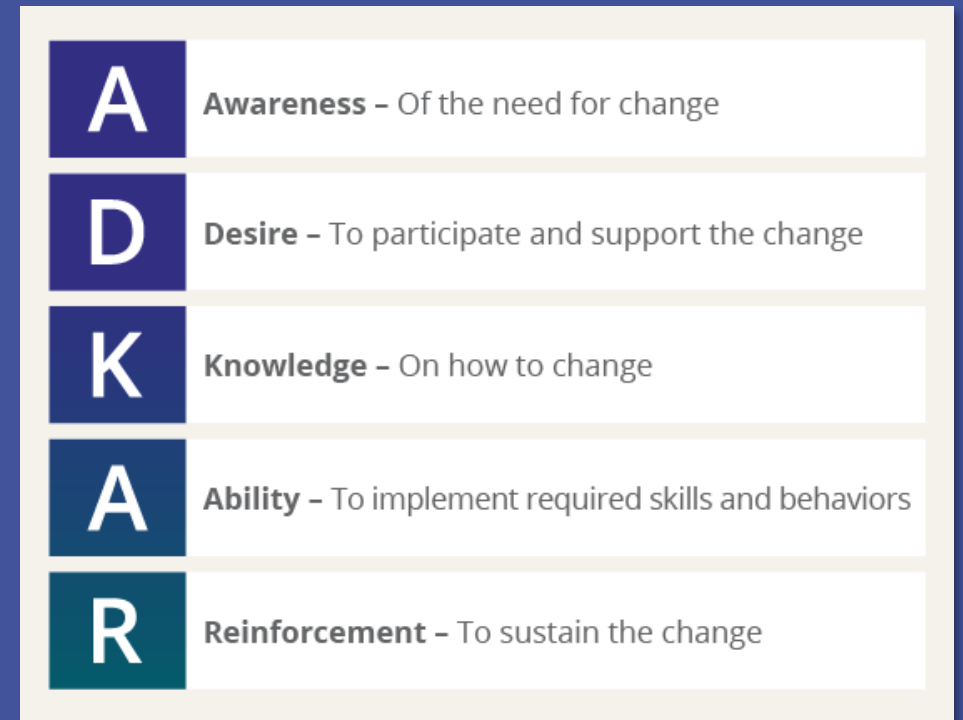 A
Awareness – Of the need for change
D
Desire – To participate and support the change
K
Knowledge – On how to change
A
Ability – To implement required skills and behaviors
R
Reinforcement – To sustain the change